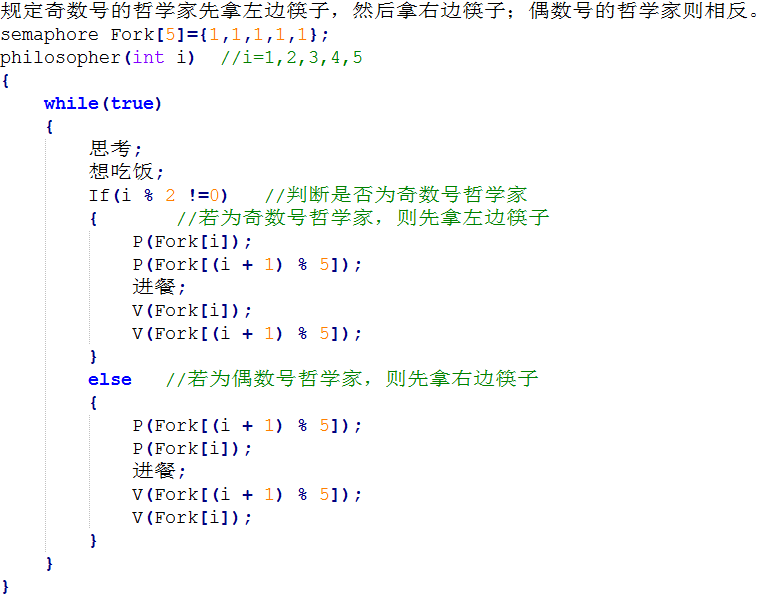 规定奇数号的哲学家先拿左边筷子，然后拿右边筷子；偶数号的哲学家则相反。
semaphore Fork[5]={1,1,1,1,1};
philosopher(int i)  //i=1,2,3,4,5
{
    while(true)
    {
        思考;
        想吃饭;
        If(i % 2 !=0)   //判断是否为奇数号哲学家
        {       //若为奇数号哲学家，则先拿左边筷子
            P(Fork[i]);
            P(Fork[(i + 1) % 5]);
            进餐;
            V(Fork[i]);
            V(Fork[(i + 1) % 5]);
        }
        else   //若为偶数号哲学家，则先拿右边筷子
        {
            P(Fork[(i + 1) % 5]);
            P(Fork[i]);
            进餐;
            V(Fork[(i + 1) % 5]);
            V(Fork[i]);
        }
    }
}